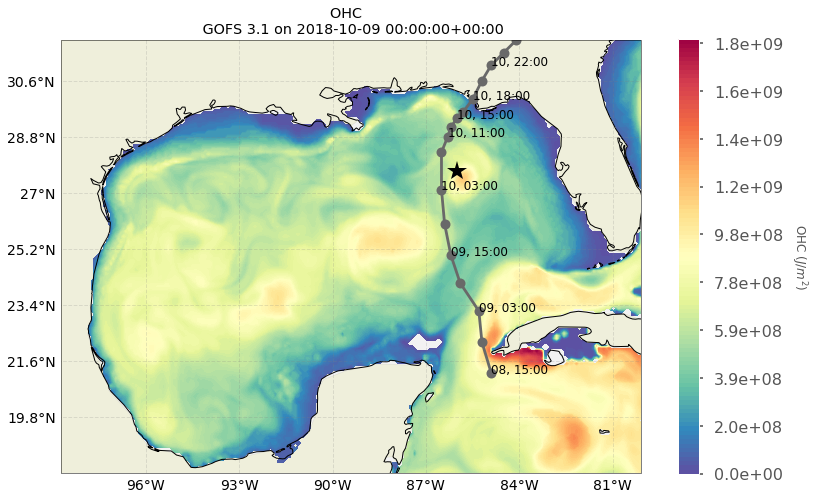 OHC
GOFS 3.1 on 2018-10-09 00:00:00+00:00
30.6°N
28.8°N
27°N
25.2°N
23.4°N
21.6°N
19.8°N
96°W
93°W
90°W
87°W
84°W
81°W
10, 22:00
10, 18:00
10, 15:00
10, 11:00
10, 03:00
09, 15:00
09, 03:00
08, 15:00
1.8e+09
1.6e+09
1.4e+09
1.2e+09
9.8e+08
7.8e+08
5.9e+08
3.9e+08
2.0e+08
0.0e+00
OHC (J/m²)